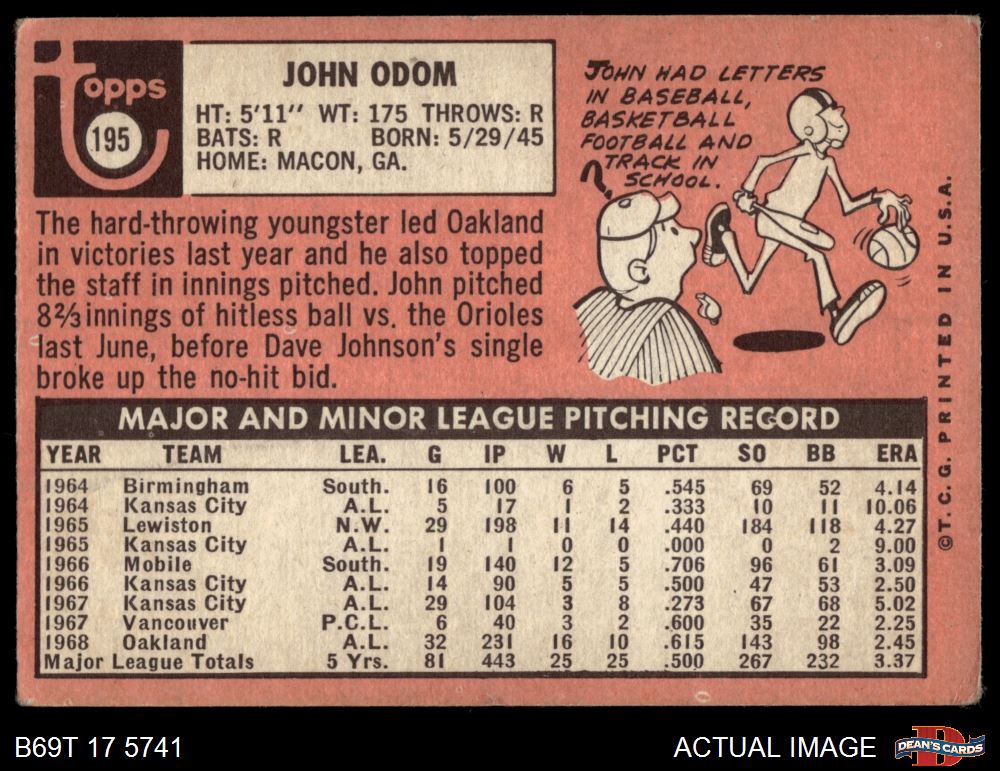 Topps
195
JOHN ODOM
HT: 5'11" WT: 175 THROWS: R
BATS: R BORN: 5/29/45
HOME: MACON, GA.
The hard-throwing youngster led Oakland
in victories last year and he also topped
the staff in innings pitched. John pitched
8⅔ innings of hitless ball vs. the Orioles
last June, before Dave Johnson's single
broke up the no-hit bid.
JOHN HAD LETTERS
IN BASEBALL,
BASKETBALL
FOOTBALL AND
TRACK IN
SCHOOL.
?
MAJOR AND MINOR LEAGUE PITCHING RECORD
YEAR TEAM LEA. G IP W L PCT SO BB ERA
1964 Birmingham South. 16 100 6 5 .545 69 52 4.14
1964 Kansas City A.L. 5 17 1 2 .333 10 11 10.06
1965 Lewiston N.W. 29 198 11 14 .440 184 118 4.27
1965 Kansas City A.L. 1 1 0 0 .000 0 2 9.00
1966 Mobile South. 19 140 12 5 .706 96 61 3.09
1966 Kansas City A.L. 14 90 5 5 .500 47 53 2.50
1967 Kansas City A.L. 29 104 3 8 .273 67 68 5.02
1967 Vancouver P.C.L. 6 40 3 2 .600 35 22 2.25
1968 Oakland A.L. 32 231 16 10 .615 143 98 2.45
Major League Totals 5 Yrs. 81 443 25 25 .500 267 232 3.37
©T. C. G. PRINTED IN U.S.A.
B69T 17 5741
ACTUAL IMAGE
D
DEAN'S CARDS